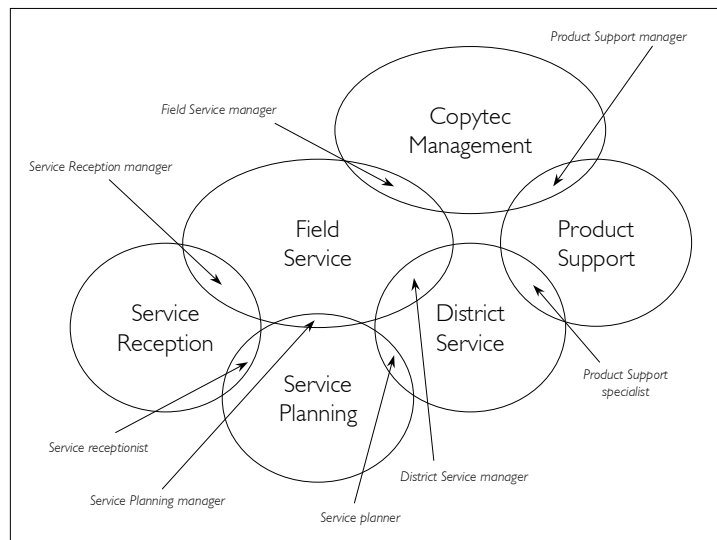 Product Support manager
Field Service manager
Copytec
Management
Service Reception manager
Field
Service
Product
Support
Service
Reception
District
Service
Service
Planning
Product Support
specialist
Service receptionist
Service Planning manager
District Service manager
Service planner